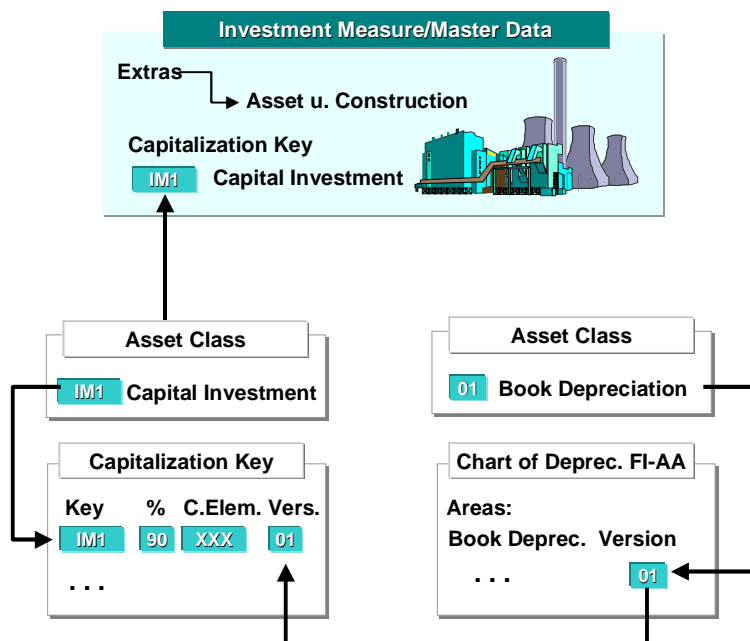 Investment Measure/Master Data
Extras
Asset u. Construction
Capitalization Key
IM1 Capital Investment
Asset Class
IM1 Capital Investment
Capitalization Key
Key % C.Elem. Vers.
IM1 90 XXX 01
. . .
Asset Class
01 Book Depreciation
Chart of Deprec. FI-AA
Areas:
Book Deprec. Version
. . . 01